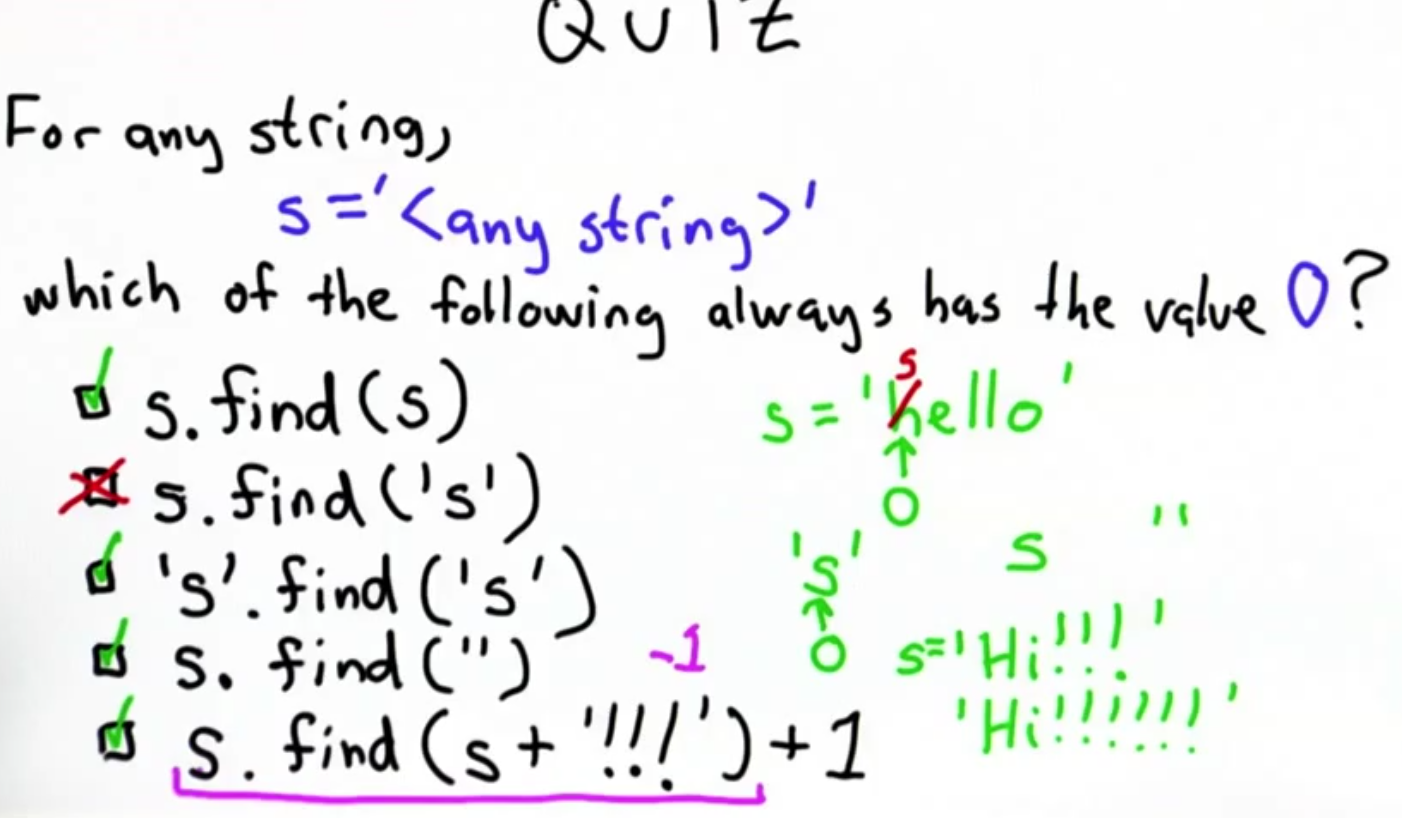 QUIZ
For any string,
s = '<any string>'
which of the following always has the value 0?
s.find(s)
s = 'hello'
s
0
s.find('s')
's'.find('s')
's'
0
s ''
s.find('')
-1
s='Hi!!!'
s.find(s + '!!!') + 1
'Hi!!!!!!'